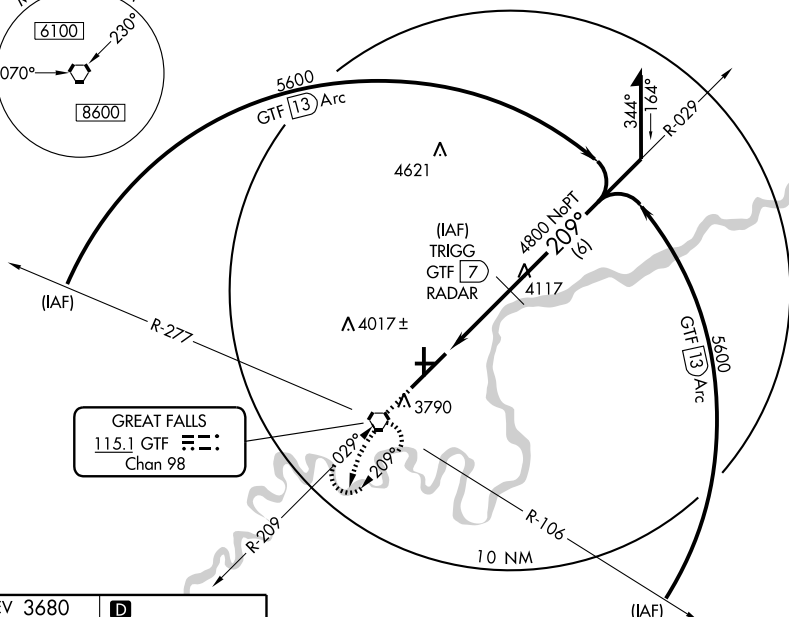 M
6100
230°
070°
8600
5600
GTF 13 Arc
344°
164°
R-029
4621
4800 NoPT
209°
(6)
(IAF)
TRIGG
GTF 7
RADAR
4117
(IAF)
R-277
4017 ±
5600
GTF 13 Arc
3790
GREAT FALLS
115.1 GTF
Chan 98
029°
209°
R-209
R-106
10 NM
(IAF)
EV 3680
D